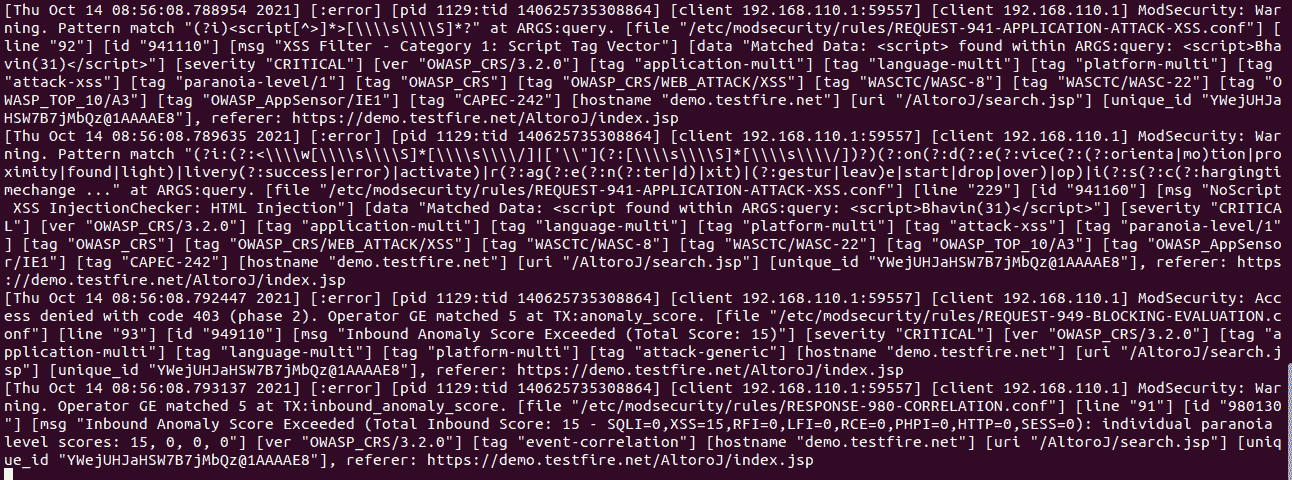 [Thu Oct 14 08:56:08.788954 2021] [:error] [pid 1129:tid 140625735308864] [client 192.168.110.1:59557] [client 192.168.110.1] ModSecurity: War
ning. Pattern match "(?i)<script[^>]*>[\\\\s\\\\S]*?" at ARGS:query. [file "/etc/modsecurity/rules/REQUEST-941-APPLICATION-ATTACK-XSS.conf"] [
line "92"] [id "941110"] [msg "XSS Filter - Category 1: Script Tag Vector"] [data "Matched Data: <script> found within ARGS:query: <script>Bha
vin(31)</script>"] [severity "CRITICAL"] [ver "OWASP_CRS/3.2.0"] [tag "application-multi"] [tag "language-multi"] [tag "platform-multi"] [tag
"attack-xss"] [tag "paranoia-level/1"] [tag "OWASP_CRS"] [tag "OWASP_CRS/WEB_ATTACK/XSS"] [tag "WASCTC/WASC-8"] [tag "WASCTC/WASC-22"] [tag "O
WASP_TOP_10/A3"] [tag "OWASP_AppSensor/IE1"] [tag "CAPEC-242"] [hostname "demo.testfire.net"] [uri "/AltoroJ/search.jsp"] [unique_id "YWejUHJa
HSW7B7jMbQz@1AAAAE8"], referer: https://demo.testfire.net/AltoroJ/index.jsp
[Thu Oct 14 08:56:08.789635 2021] [:error] [pid 1129:tid 140625735308864] [client 192.168.110.1:59557] [client 192.168.110.1] ModSecurity: War
ning. Pattern match "(?i:(?:<\\\\w[\\\\s\\\\S]*[\\\\s\\\\/]|['\\"](?:[\\\\s\\\\S]*[\\\\s\\\\/])?)(?:on(?:d(?:e(?:vice(?:(?:orienta|mo)tion|pro
ximity|found|light)|livery(?:success|error)|activate)|r(?:ag(?:e(?:n(?:ter|d)|xit)|(?:gestur|leav)e|start|drop|over)|op)|i(?:s(?:c(?:hargingti
mechange ..." at ARGS:query. [file "/etc/modsecurity/rules/REQUEST-941-APPLICATION-ATTACK-XSS.conf"] [line "229"] [id "941160"] [msg "NoScript
 XSS InjectionChecker: HTML Injection"] [data "Matched Data: <script found within ARGS:query: <script>Bhavin(31)</script>"] [severity "CRITICA
L"] [ver "OWASP_CRS/3.2.0"] [tag "application-multi"] [tag "language-multi"] [tag "platform-multi"] [tag "attack-xss"] [tag "paranoia-level/1"
] [tag "OWASP_CRS"] [tag "OWASP_CRS/WEB_ATTACK/XSS"] [tag "WASCTC/WASC-8"] [tag "WASCTC/WASC-22"] [tag "OWASP_TOP_10/A3"] [tag "OWASP_AppSenso
r/IE1"] [tag "CAPEC-242"] [hostname "demo.testfire.net"] [uri "/AltoroJ/search.jsp"] [unique_id "YWejUHJaHSW7B7jMbQz@1AAAAE8"], referer: https
://demo.testfire.net/AltoroJ/index.jsp
[Thu Oct 14 08:56:08.792447 2021] [:error] [pid 1129:tid 140625735308864] [client 192.168.110.1:59557] [client 192.168.110.1] ModSecurity: Acc
ess denied with code 403 (phase 2). Operator GE matched 5 at TX:anomaly_score. [file "/etc/modsecurity/rules/REQUEST-949-BLOCKING-EVALUATION.c
onf"] [line "93"] [id "949110"] [msg "Inbound Anomaly Score Exceeded (Total Score: 15)"] [severity "CRITICAL"] [ver "OWASP_CRS/3.2.0"] [tag "a
pplication-multi"] [tag "language-multi"] [tag "platform-multi"] [tag "attack-generic"] [hostname "demo.testfire.net"] [uri "/AltoroJ/search.j
sp"] [unique_id "YWejUHJaHSW7B7jMbQz@1AAAAE8"], referer: https://demo.testfire.net/AltoroJ/index.jsp
[Thu Oct 14 08:56:08.793137 2021] [:error] [pid 1129:tid 140625735308864] [client 192.168.110.1:59557] [client 192.168.110.1] ModSecurity: War
ning. Operator GE matched 5 at TX:inbound_anomaly_score. [file "/etc/modsecurity/rules/RESPONSE-980-CORRELATION.conf"] [line "91"] [id "980130
"] [msg "Inbound Anomaly Score Exceeded (Total Inbound Score: 15 - SQLI=0,XSS=15,RFI=0,LFI=0,RCE=0,PHPI=0,HTTP=0,SESS=0): individual paranoia
level scores: 15, 0, 0, 0"] [ver "OWASP_CRS/3.2.0"] [tag "event-correlation"] [hostname "demo.testfire.net"] [uri "/AltoroJ/search.jsp"] [uniq
ue_id "YWejUHJaHSW7B7jMbQz@1AAAAE8"], referer: https://demo.testfire.net/AltoroJ/index.jsp